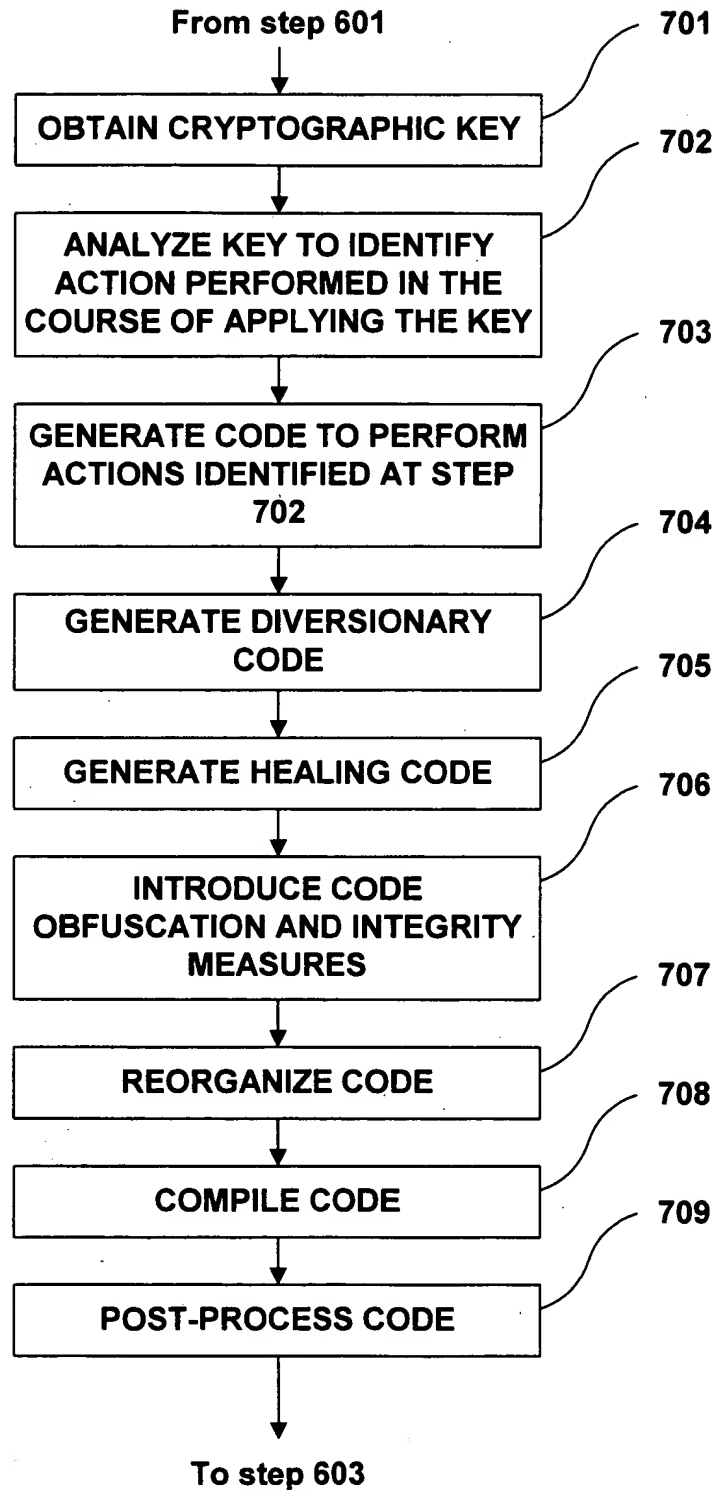 From step 601
701
OBTAIN CRYPTOGRAPHIC KEY
702
ANALYZE KEY TO IDENTIFY
ACTION PERFORMED IN THE
COURSE OF APPLYING THE KEY
703
GENERATE CODE TO PERFORM
ACTIONS IDENTIFIED AT STEP
702
704
GENERATE DIVERSIONARY
CODE
705
GENERATE HEALING CODE
706
INTRODUCE CODE
OBFUSCATION AND INTEGRITY
MEASURES
707
REORGANIZE CODE
708
COMPILE CODE
709
POST-PROCESS CODE
To step 603